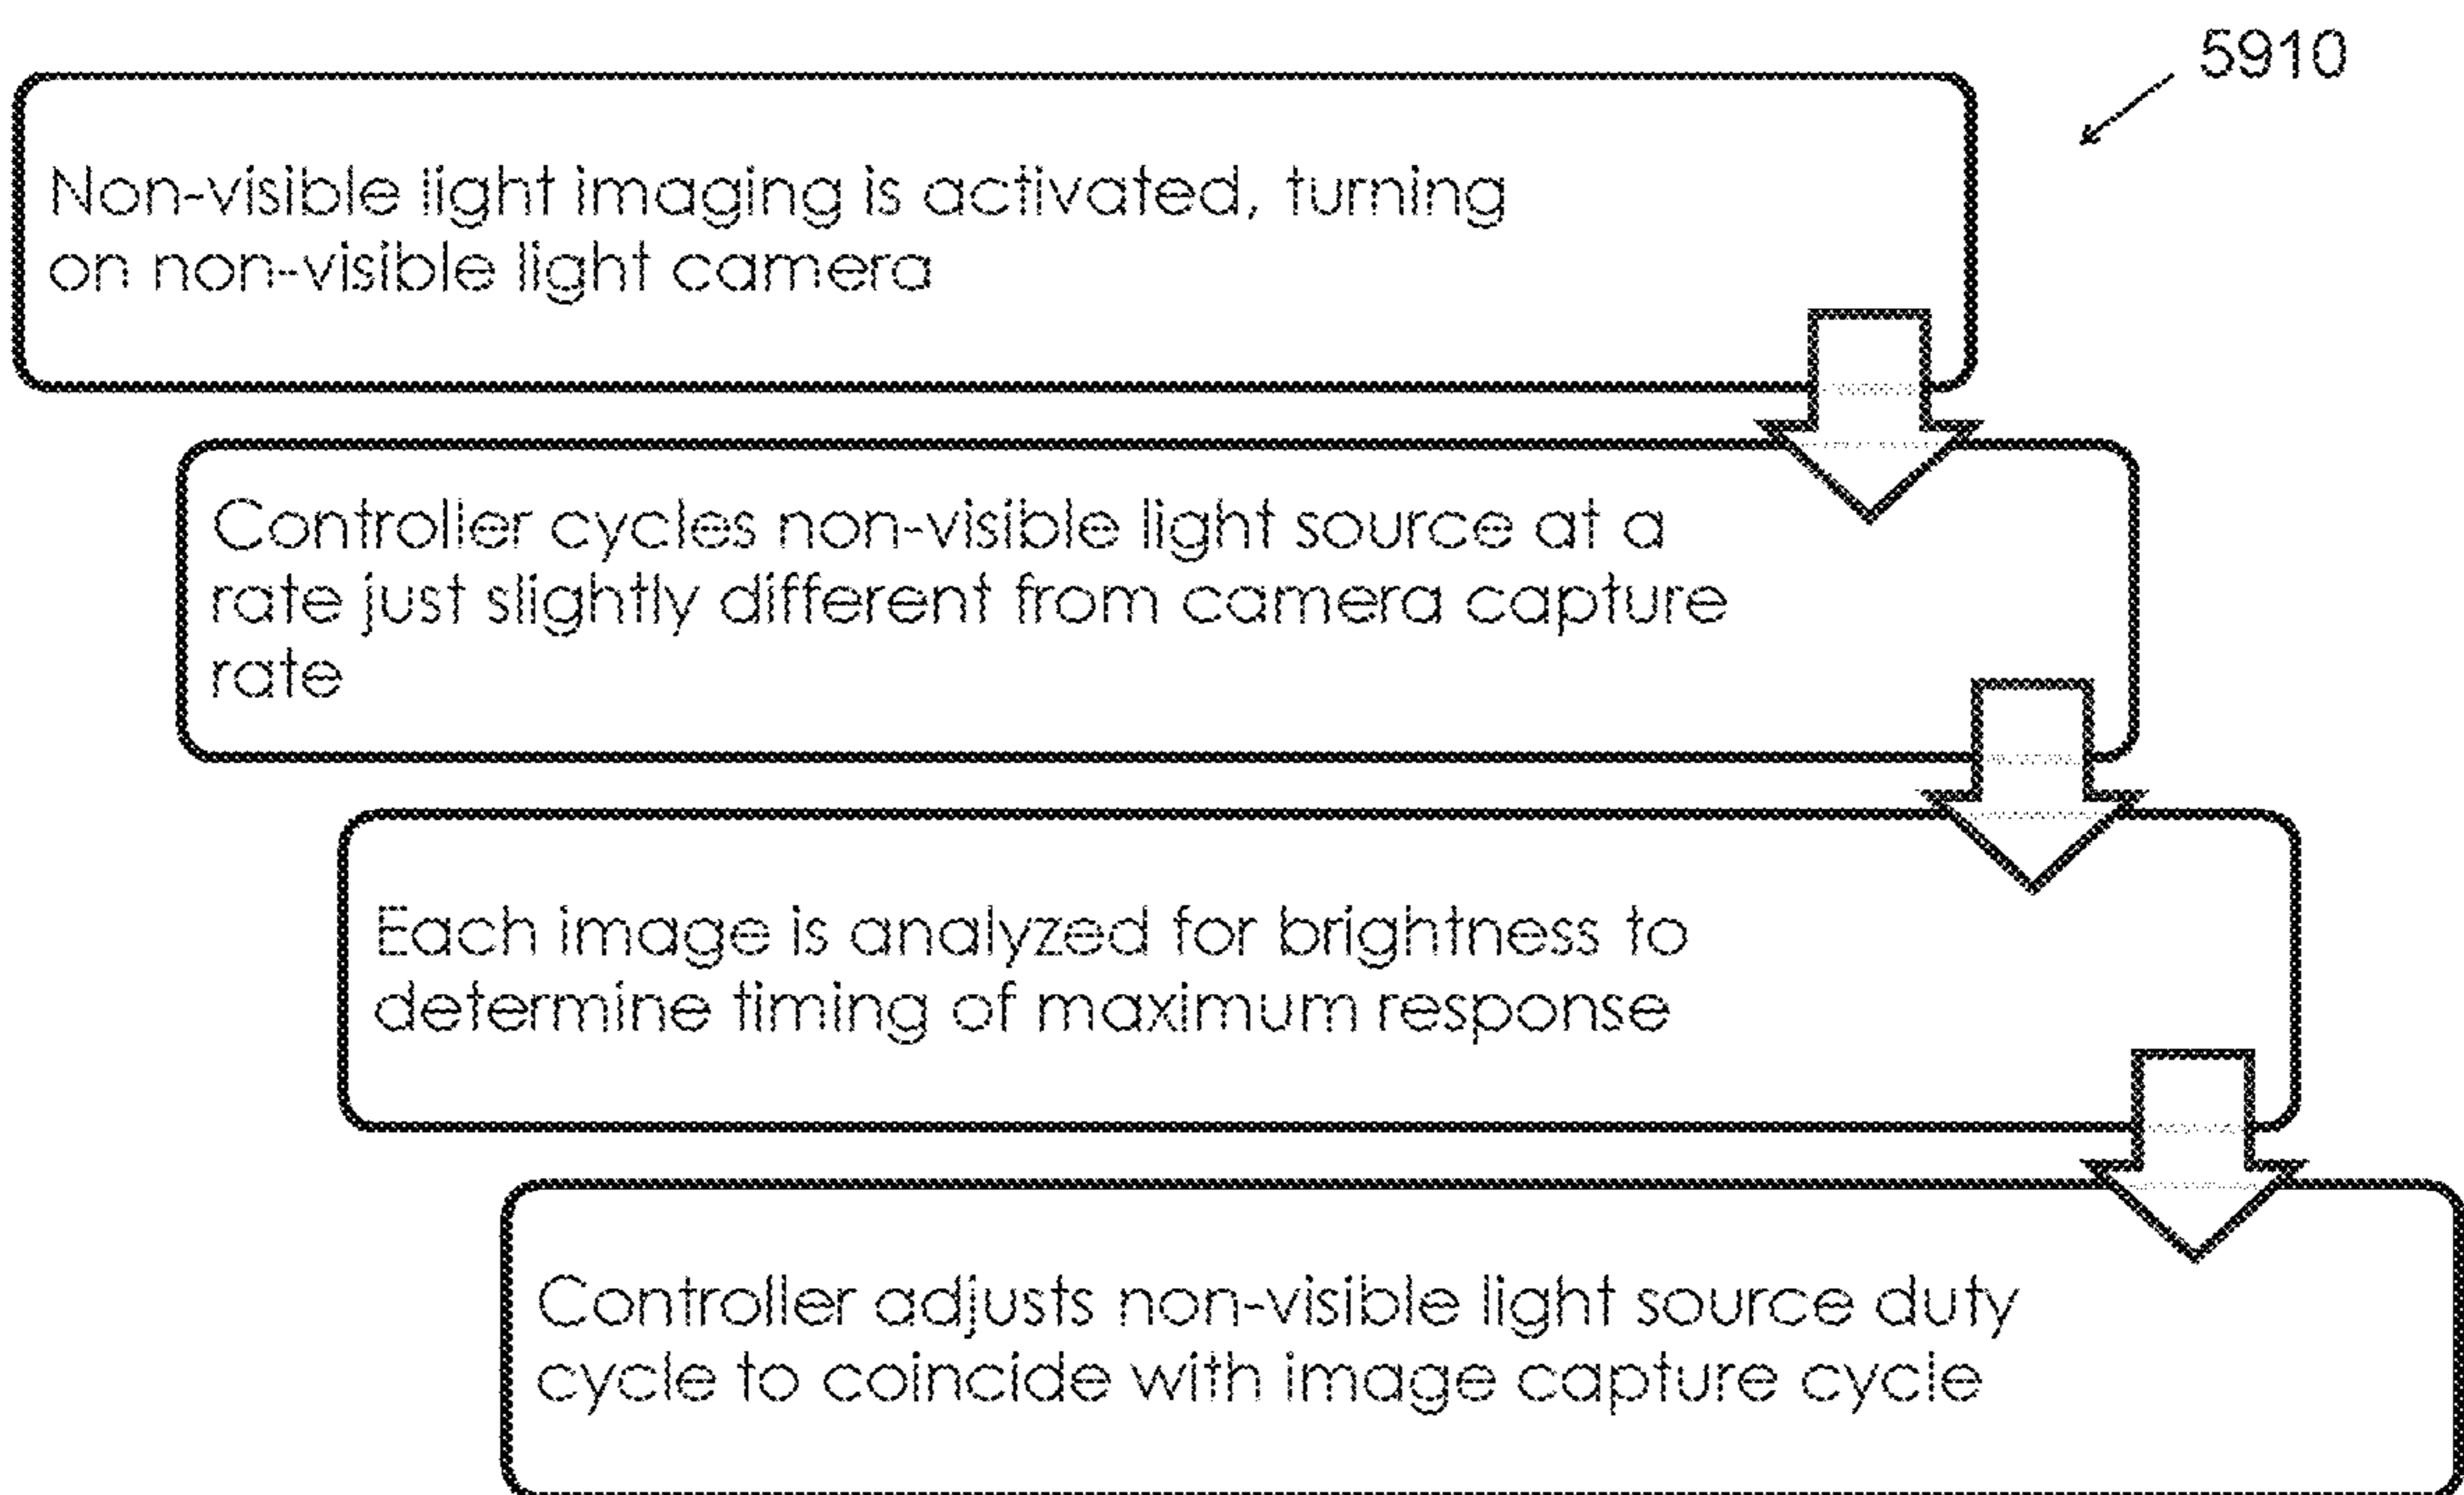 5910
Non-visible light imaging is activated, turning
on non-visible light camera
Controller cycles non-visible light source at a
rate just slightly different from camera capture
rate
Each image is analyzed for brightness to
determine timing of maximum response
Controller adjusts non-visible light source duty
cycle to coincide with image capture cycle